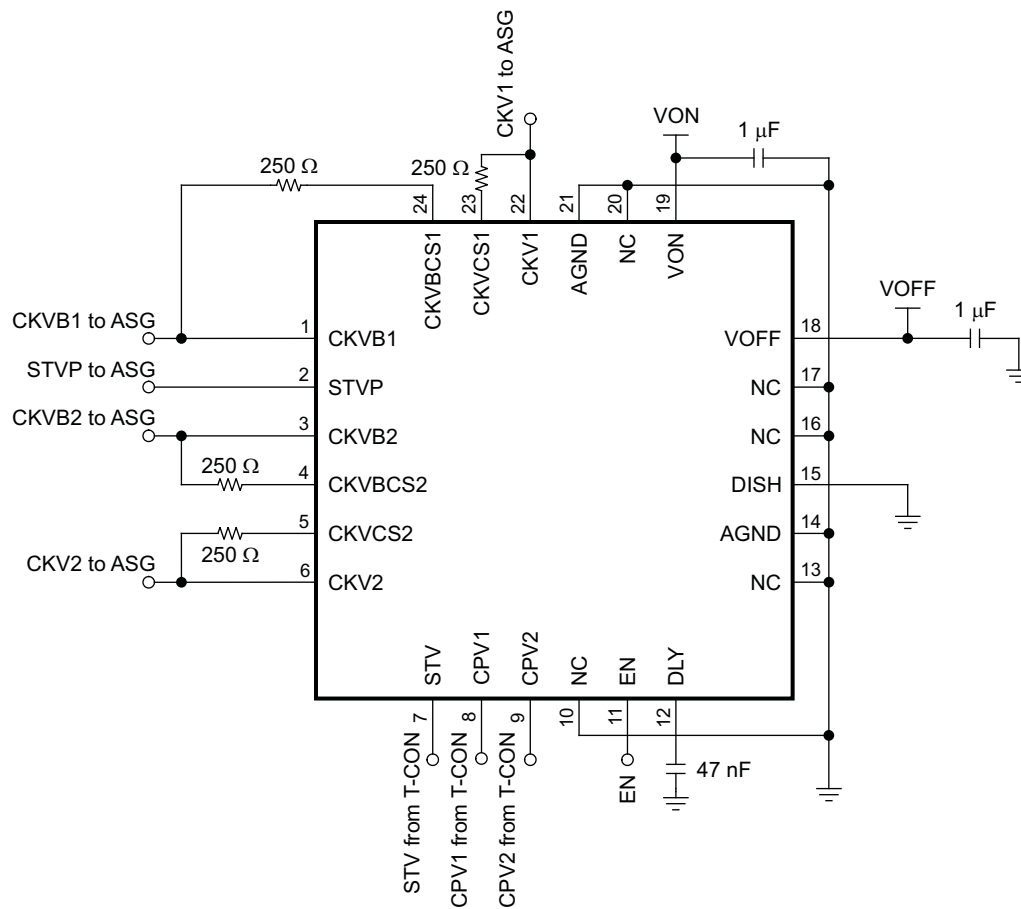 CKV1 to ASG
VON
1 μF
250 Ω
250 Ω
24
23
22
21
20
19
CKVBCS1
CKVCS1
CKV1
AGND
NC
VON
VOFF
1 μF
CKVB1 to ASG
1
CKVB1
VOFF
18
STVP to ASG
2
STVP
NC
17
CKVB2 to ASG
3
CKVB2
NC
16
250 Ω
4
CKVBCS2
DISH
15
5
CKVCS2
AGND
14
250 Ω
CKV2 to ASG
6
CKV2
NC
13
STV
CPV1
CPV2
NC
EN
DLY
7
8
9
10
11
12
STV from T-CON
CPV1 from T-CON
CPV2 from T-CON
EN
47 nF